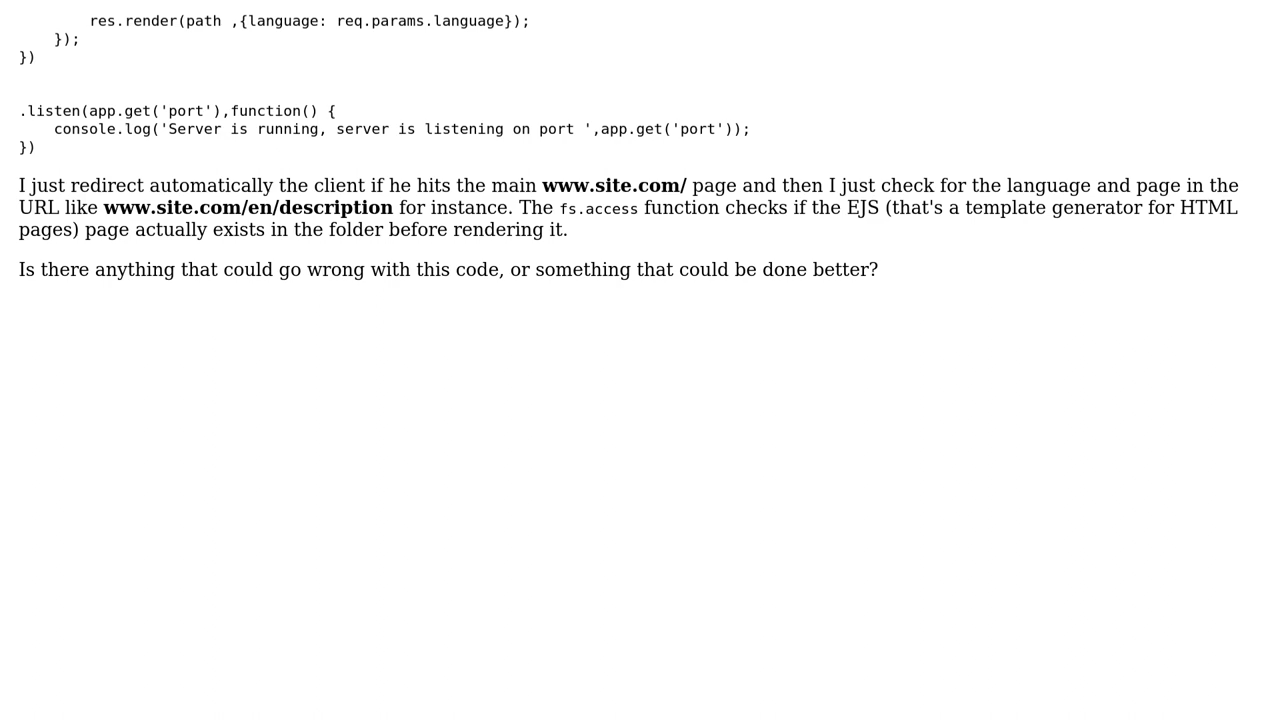 res.render(path ,{language: req.params.language});
    });
})
.listen(app.get('port'),function() {
    console.log('Server is running, server is listening on port ',app.get('port'));
})
I just redirect automatically the client if he hits the main www.site.com/ page and then I just check for the language and page in the
URL like www.site.com/en/description for instance. The fs.access function checks if the EJS (that's a template generator for HTML
pages) page actually exists in the folder before rendering it.
Is there anything that could go wrong with this code, or something that could be done better?